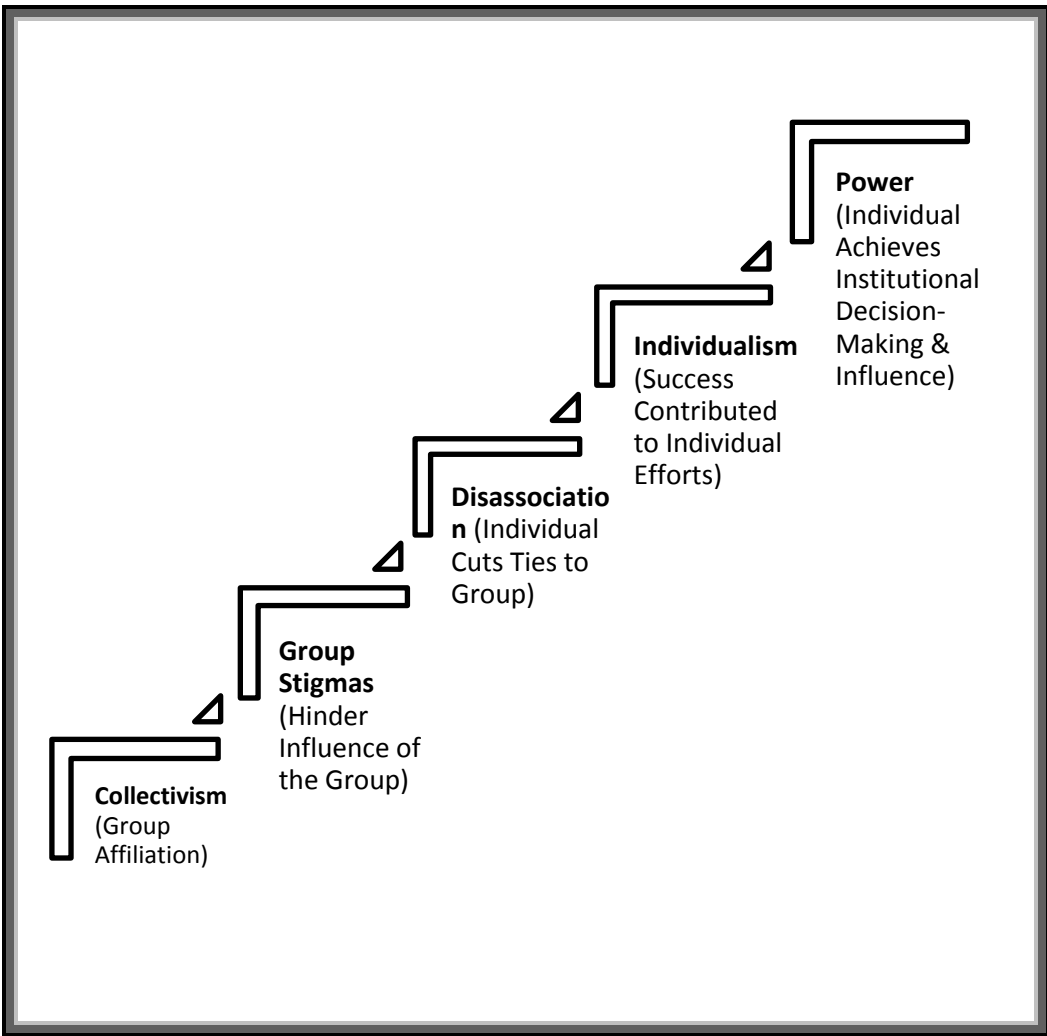 Collectivism
(Group
Affiliation)
Group
Stigmas
(Hinder
Influence of
the Group)
Disassociatio
n (Individual
Cuts Ties to
Group)
Individualism
(Success
Contributed
to Individual
Efforts)
Power
(Individual
Achieves
Institutional
Decision-
Making &
Influence)